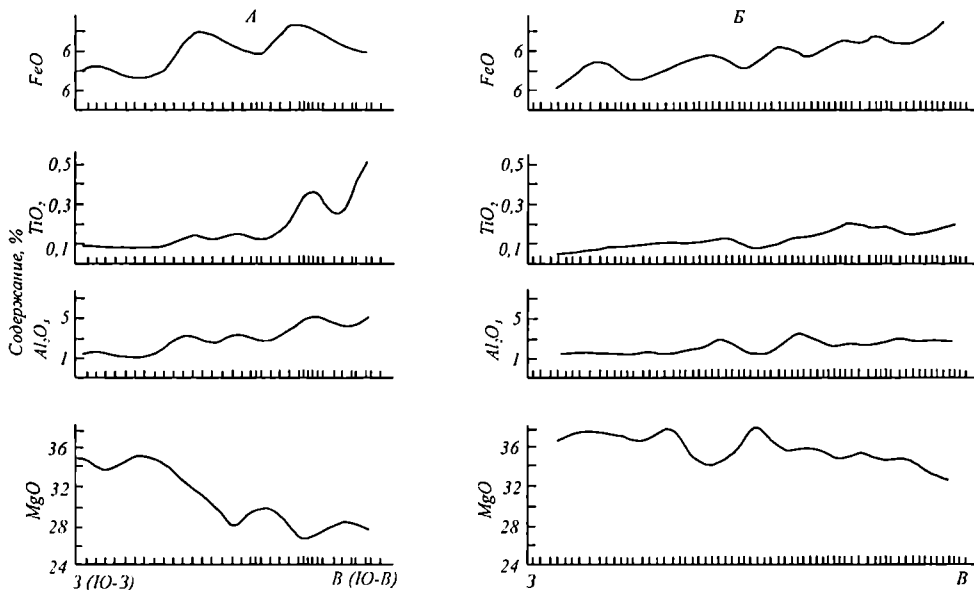 А
Б
FeO
6
6
FeO
6
6
Содержание, %
TiO₂
0,5
0,3
0,1
TiO₂
0,5
0,3
0,1
Al₂O₃
5
1
Al₂O₃
5
1
MgO
36
32
28
24
MgO
36
32
28
24
З (Ю-З)
В (Ю-В)
З
В